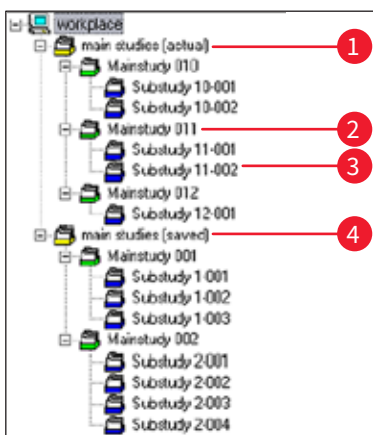 workplace
main studies (actual) 1
Mainstudy 010
Substudy 10-001
Substudy 10-002
Mainstudy 011 2
Substudy 11-001
Substudy 11-002 3
Mainstudy 012
Substudy 12-001
main studies (saved) 4
Mainstudy 001
Substudy 1-001
Substudy 1-002
Substudy 1-003
Mainstudy 002
Substudy 2-001
Substudy 2-002
Substudy 2-003
Substudy 2-004